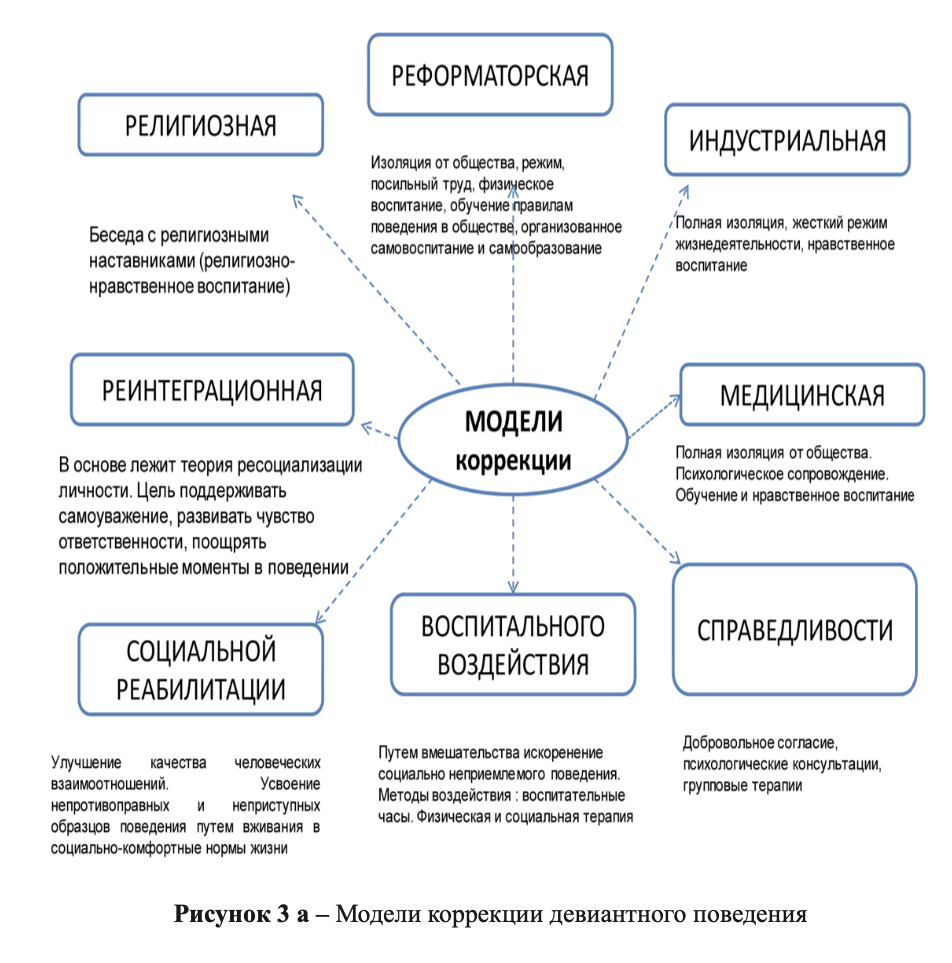 РЕФОРМАТОРСКАЯ
РЕЛИГИОЗНАЯ
ИНДУСТРИАЛЬНАЯ
Изоляция от общества, режим,
посильный труд, физическое
воспитание, обучение правилам
поведения в обществе, организованное
самовоспитание и самообразование
Беседа с религиозными
наставниками (религиозно-
нравственное воспитание)
Полная изоляция, жесткий режим
жизнедеятельности, нравственное
воспитание
РЕИНТЕГРАЦИОННАЯ
МОДЕЛИ
коррекции
МЕДИЦИНСКАЯ
В основе лежит теория ресоциализации
личности. Цель поддерживать
самоуважение, развивать чувство
ответственности, поощрять
положительные моменты в поведении
Полная изоляция от общества.
Психологическое сопровождение.
Обучение и нравственное воспитание
СОЦИАЛЬНОЙ
РЕАБИЛИТАЦИИ
ВОСПИТАЛЬНОГО
ВОЗДЕЙСТВИЯ
СПРАВЕДЛИВОСТИ
Улучшение качества человеческих
взаимоотношений. Усвоение
непротивоправных и неприступных
образцов поведения путем вживания в
социально-комфортные нормы жизни
Путем вмешательства искоренение
социально неприемлемого поведения.
Методы воздействия : воспитательные
часы. Физическая и социальная терапия
Добровольное согласие,
психологические консультации,
групповые терапии
Рисунок 3 а – Модели коррекции девиантного поведения